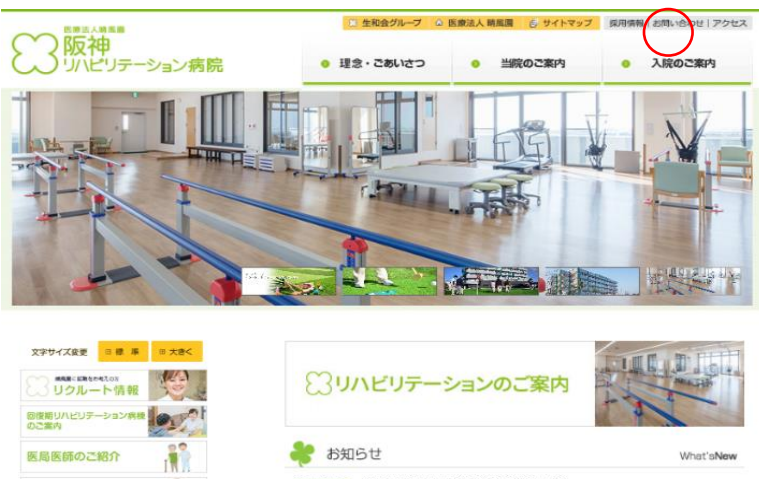 生和会グループ 医療法人 晴風園 サイトマップ 採用情報 | お問い合わせ | アクセス
医療法人晴風園
阪神
リハビリテーション病院
理念・ごあいさつ 当院のご案内 入院のご案内
文字サイズ変更 標 準 大きく
リクルート情報
回復期リハビリテーション病棟
のご案内
医局医師のご紹介
リハビリテーションのご案内
お知らせ What'sNew